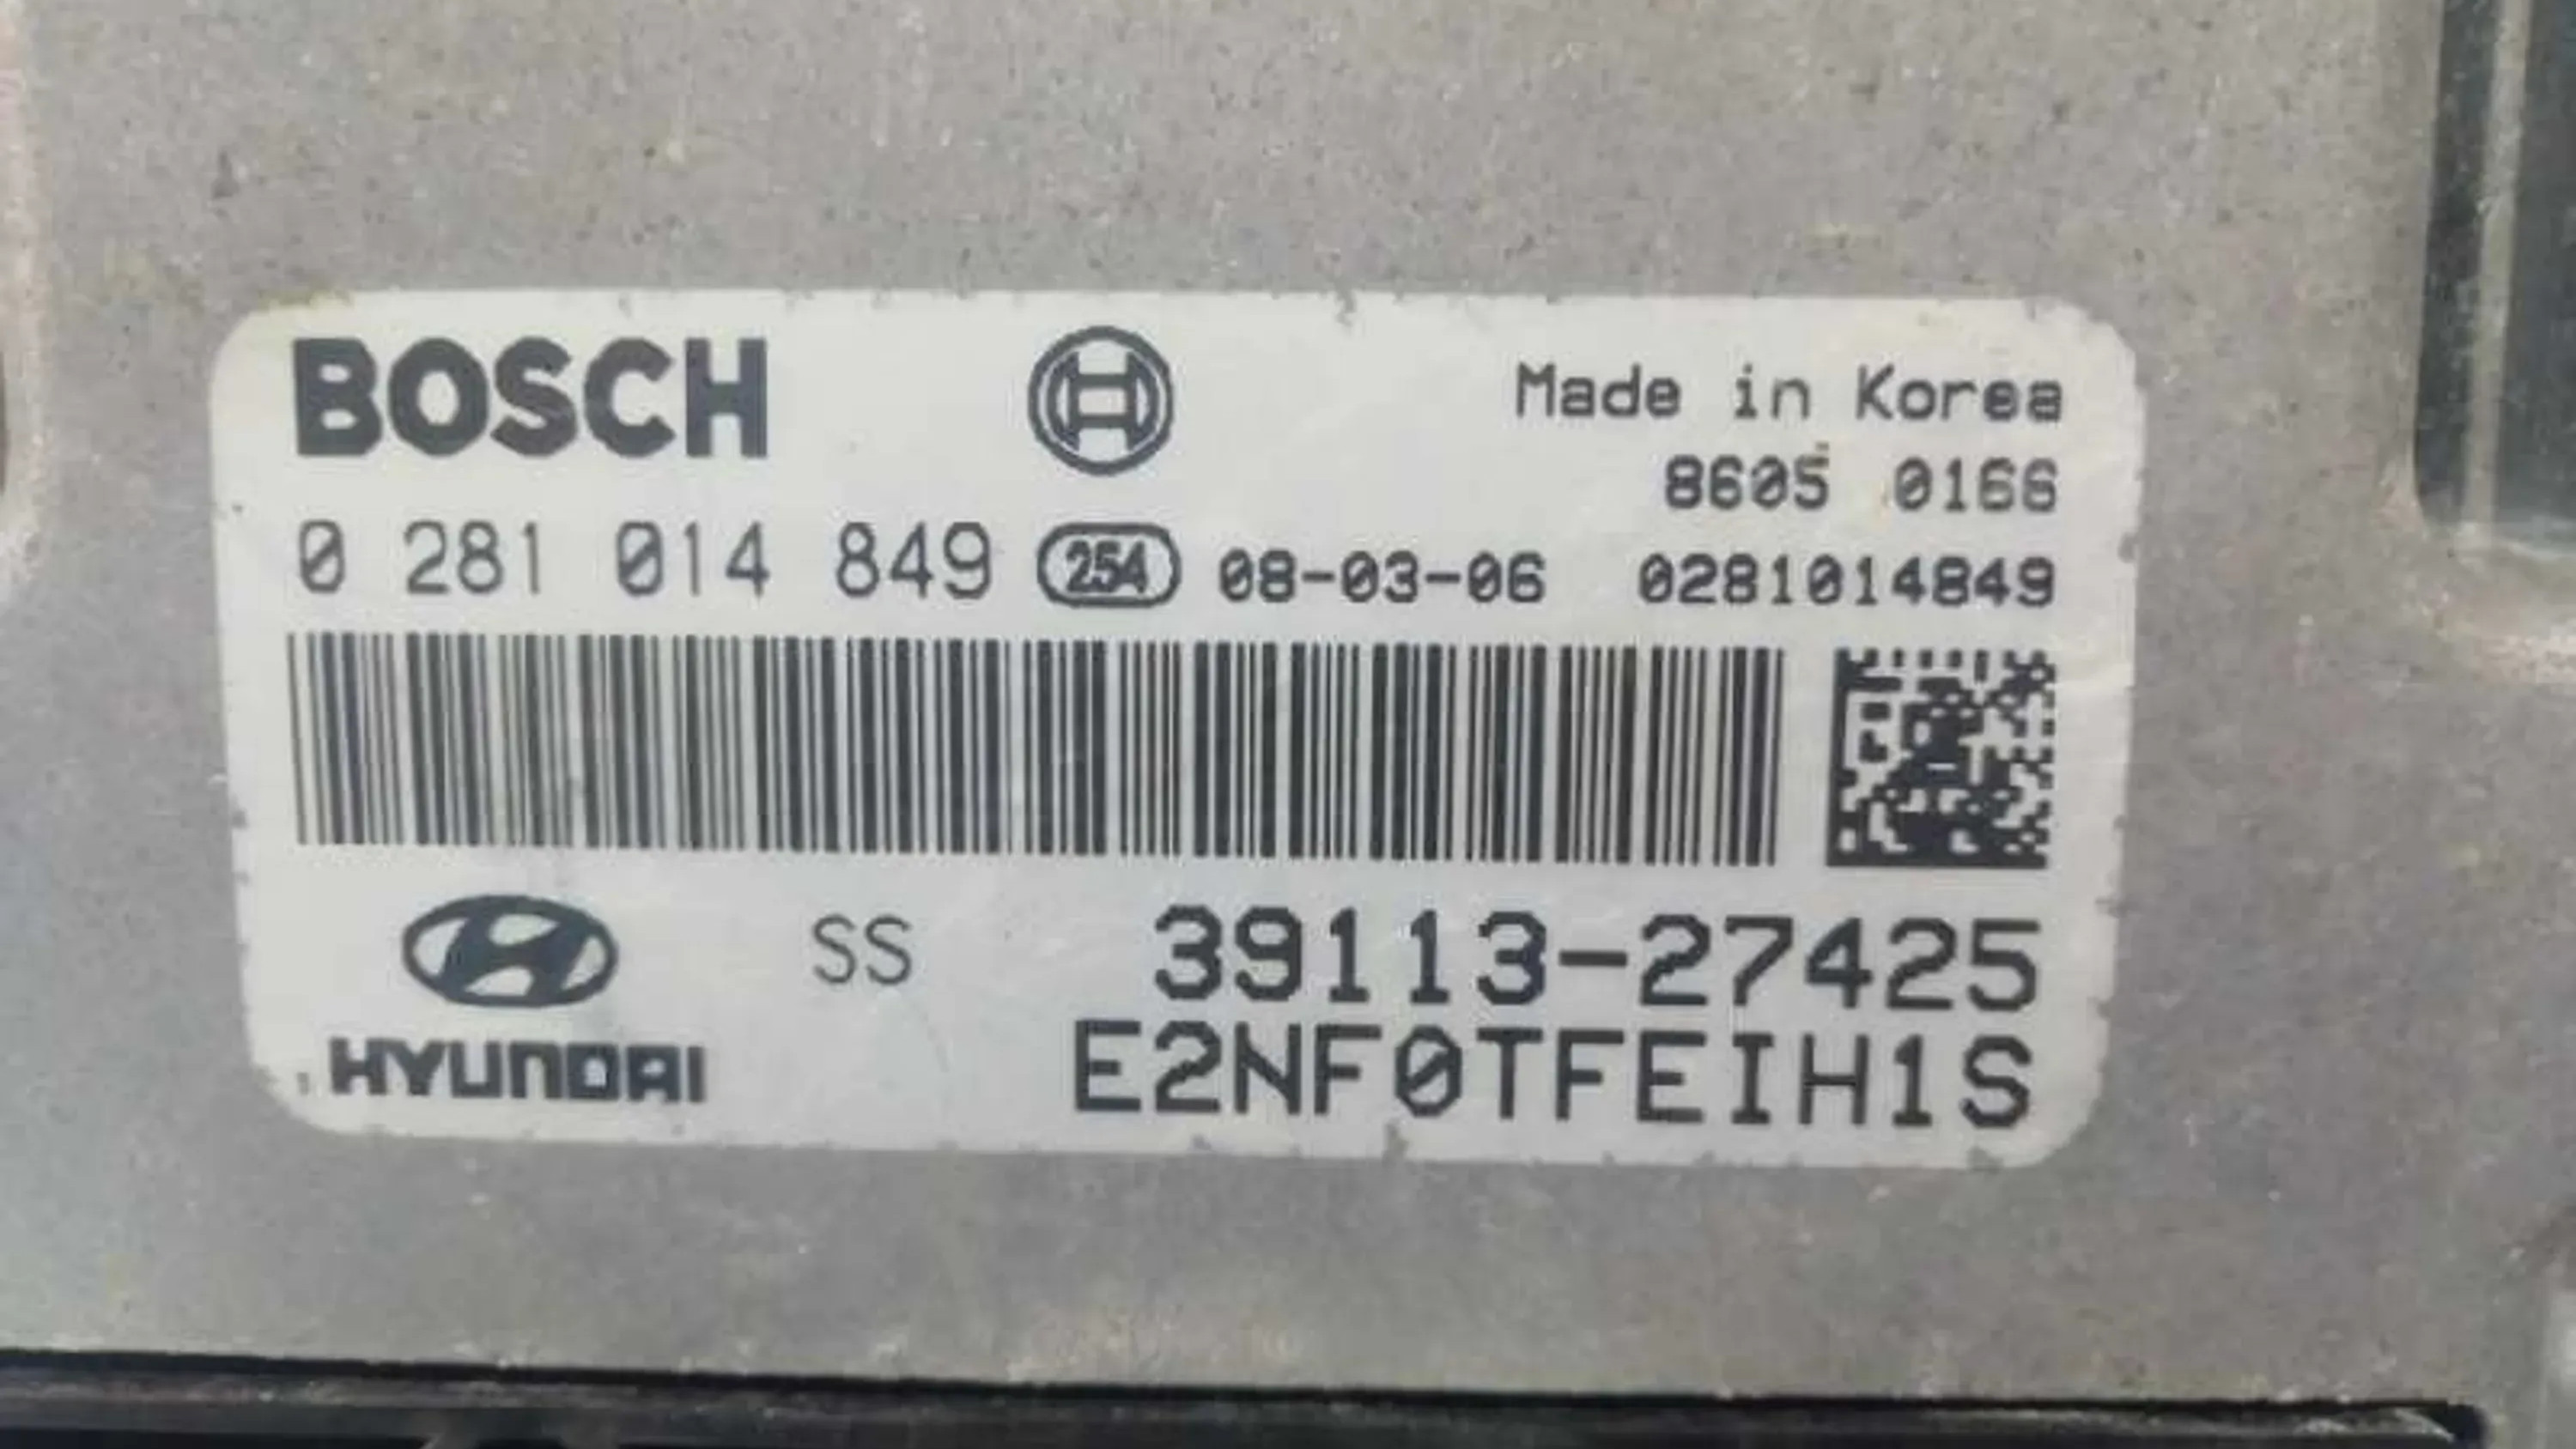 BOSCH
Made in Korea
8605 0166
0 281 014 849 254 08-03-06 0281014849
SS 39113-27425
HYUNDAI E2NF0TFEIH1S